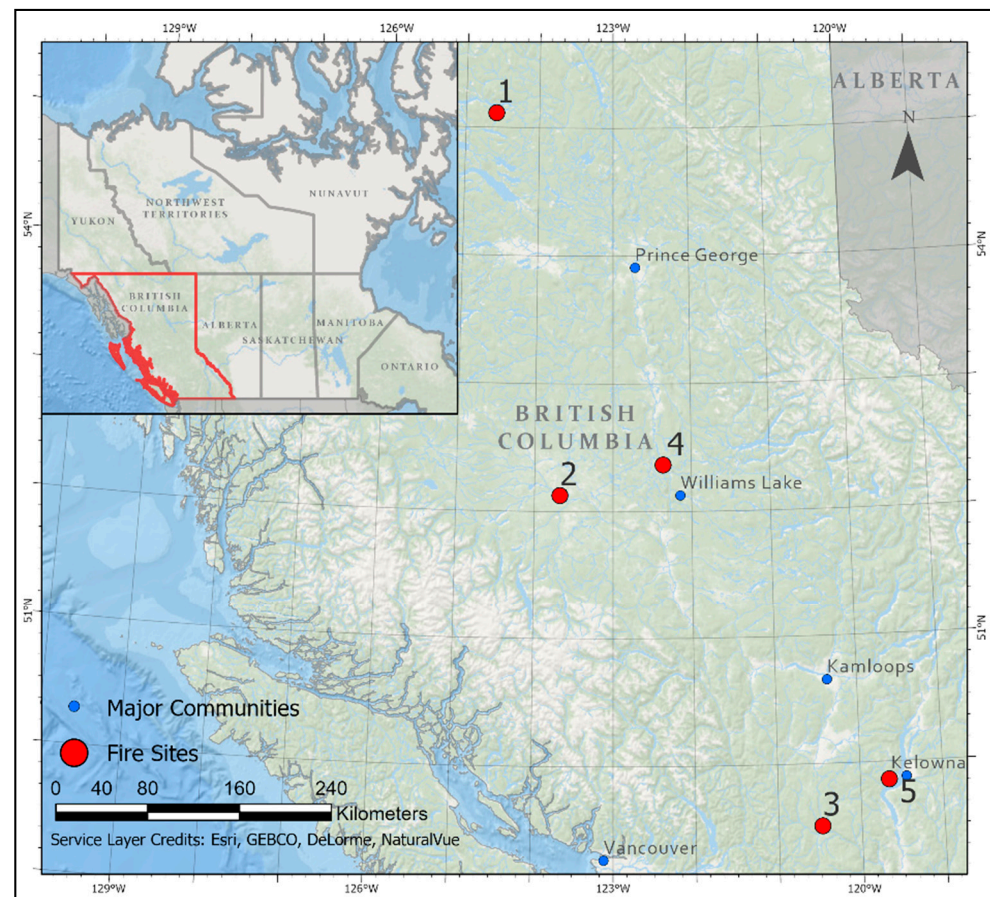 129°W 126°W 123°W 120°W
1
ALBERTA
N
NUNAVUT
NORTHWEST
TERRITORIES
YUKON
54°N
54°N
Prince George
BRITISH
COLUMBIA
ALBERTA
MANITOBA
SASKATCHEWAN
ONTARIO
BRITISH
COLUMBIA
4
2
Williams Lake
51°N
51°N
Kamloops
Major Communities
Fire Sites
Kelowna
5
3
0 40 80 160 240
Kilometers
Service Layer Credits: Esri, GEBCO, DeLorme, NaturalVue
Vancouver
129°W 126°W 123°W 120°W